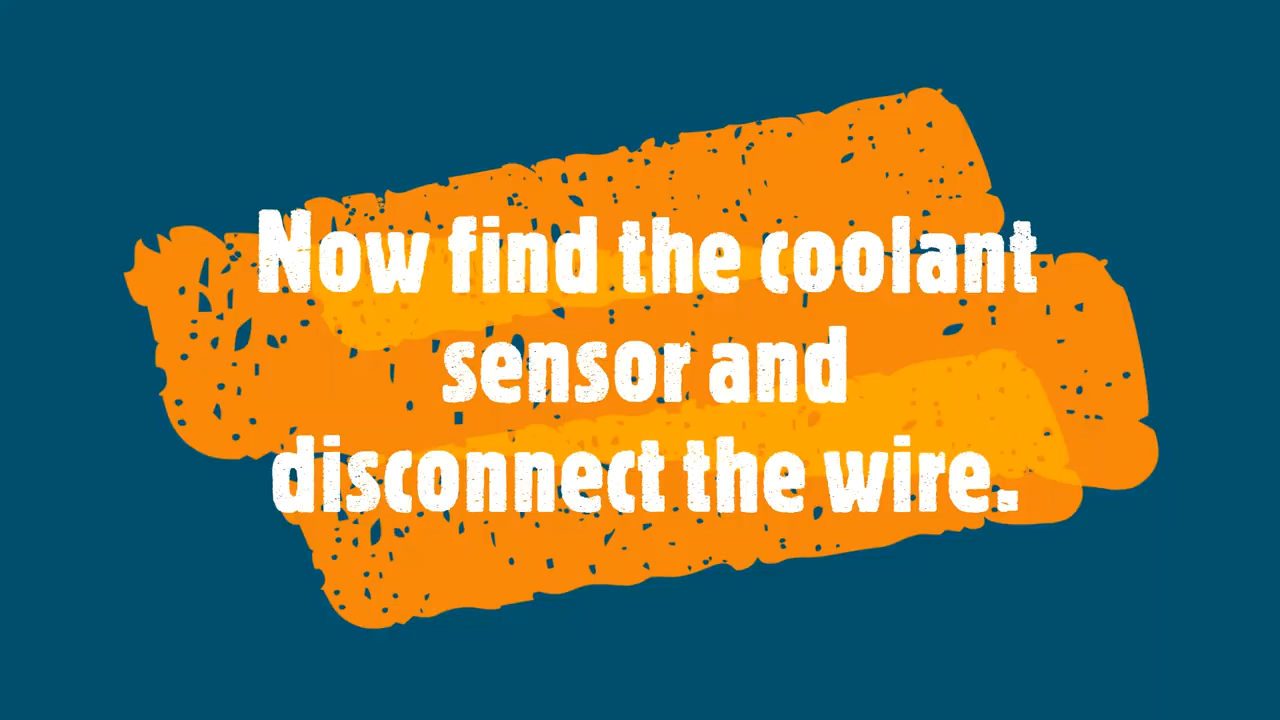 Now find the coolant
sensor and
disconnect the wire.